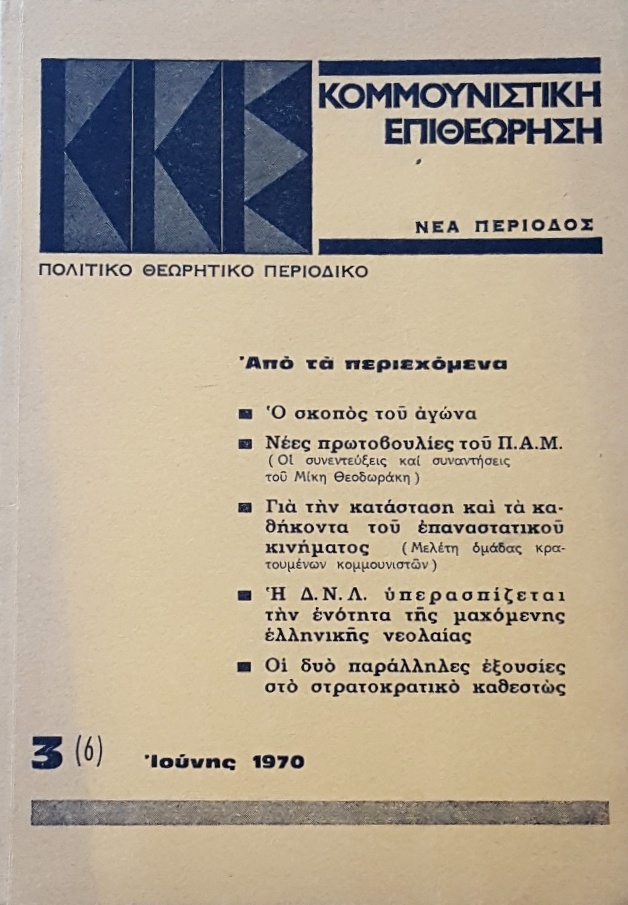 ΚΚΕ
ΚΟΜΜΟΥΝΙΣΤΙΚΗ
ΕΠΙΘΕΩΡΗΣΗ
ΝΕΑ ΠΕΡΙΟΔΟΣ
ΠΟΛΙΤΙΚΟ ΘΕΩΡΗΤΙΚΟ ΠΕΡΙΟΔΙΚΟ
Ἀπὸ τὰ περιεχόμενα
Ὁ σκοπὸς τοῦ ἀγώνα
Νέες πρωτοβουλίες τοῦ Π.Α.Μ.
(Οἱ συνεντεύξεις καί συναντήσεις
τοῦ Μίκη Θεοδωράκη)
Γιὰ τὴν κατάσταση καὶ τὰ κα-
θήκοντα τοῦ ἐπαναστατικοῦ
κινήματος (Μελέτη ὁμάδας κρα-
τουμένων κομμουνιστῶν)
Ἡ Δ.Ν.Λ. ὑπερασπίζεται
τὴν ἑνότητα τῆς μαχόμενης
ἑλληνικῆς νεολαίας
Οἱ δυὸ παράλληλες ἐξουσίες
στὸ στρατοκρατικὸ καθεστὼς
3 (6) Ἰούνης 1970